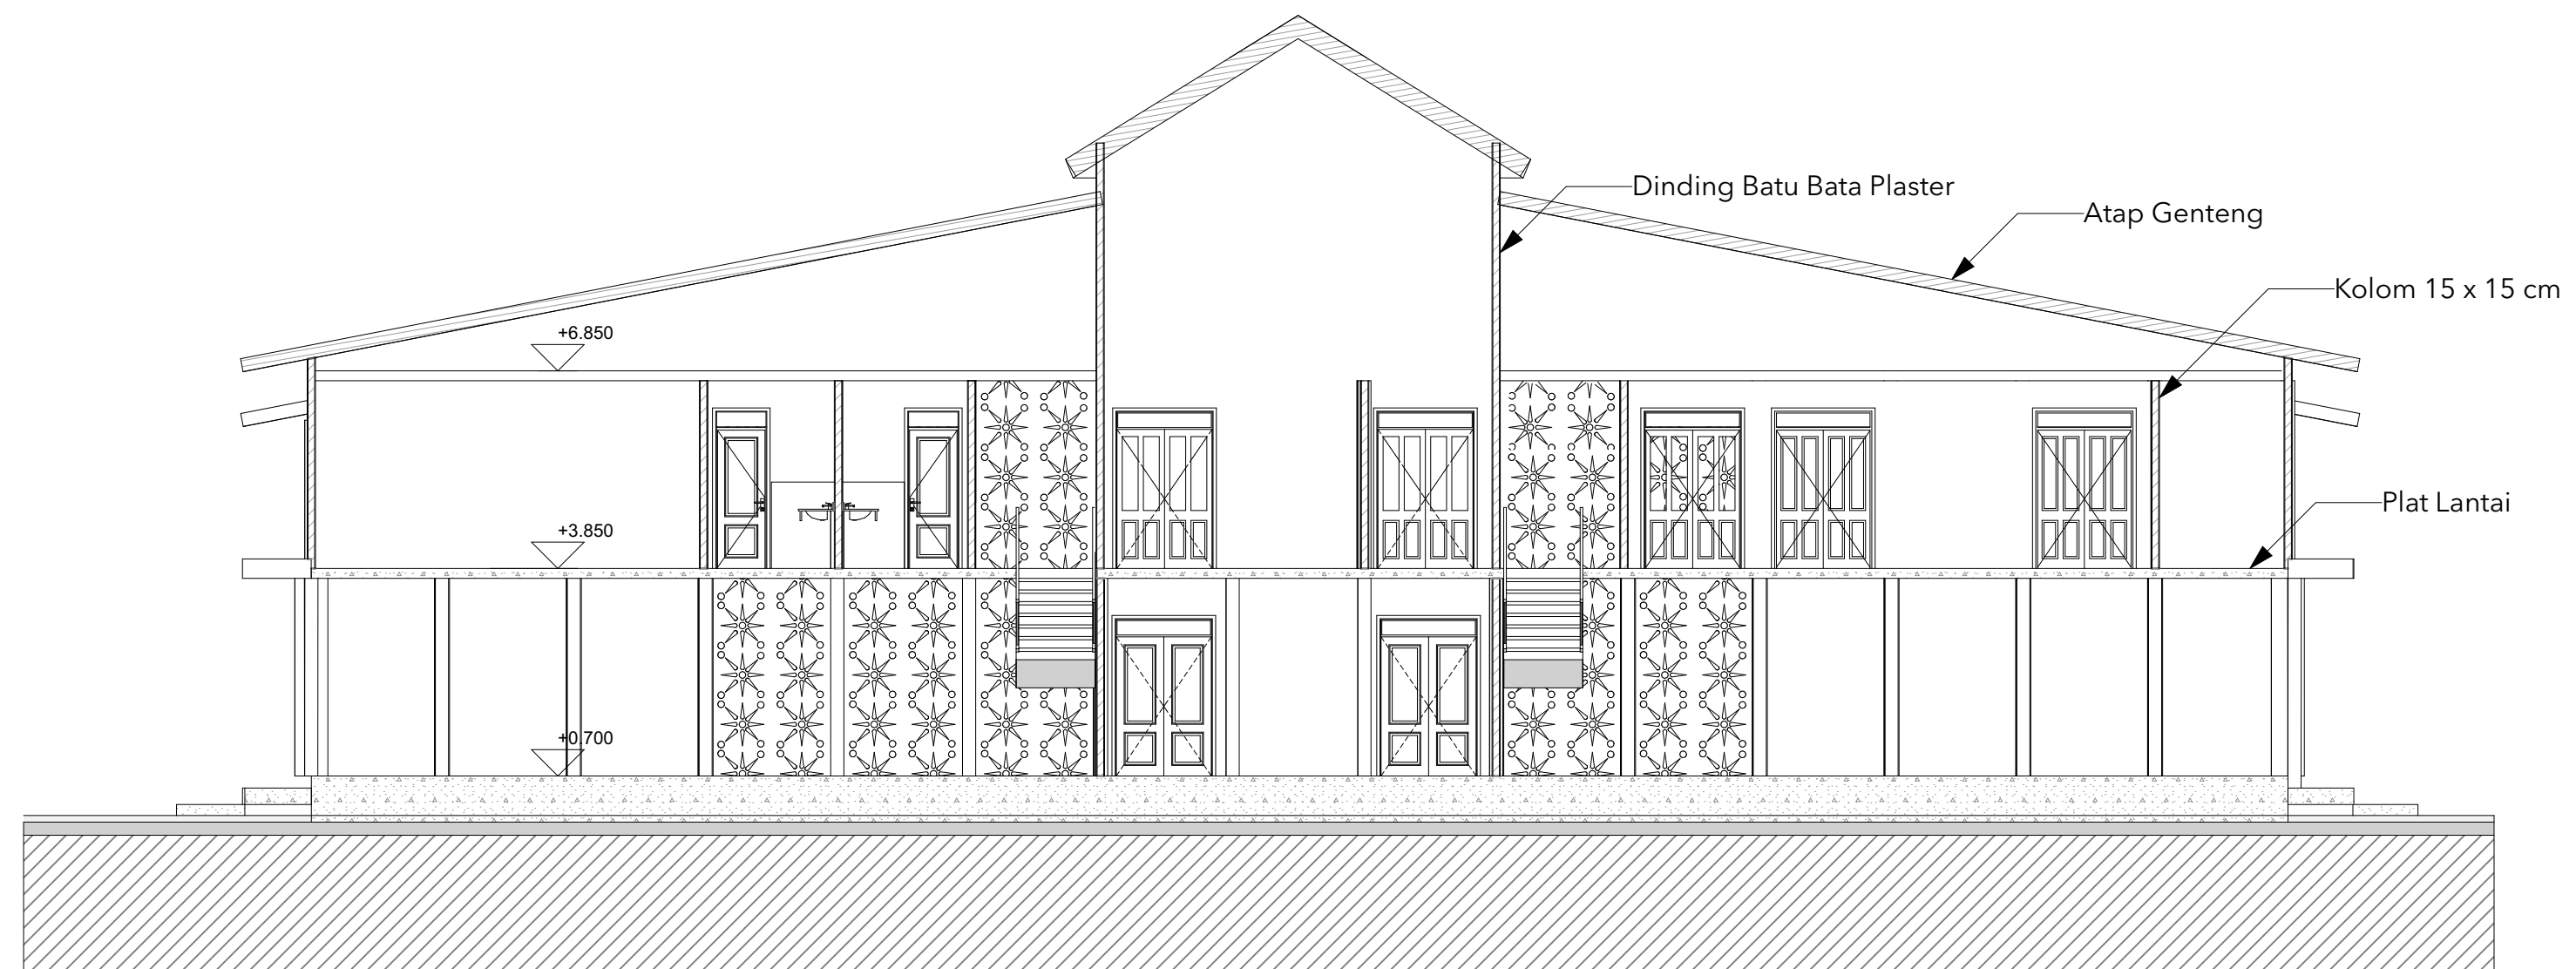 Dinding Batu Bata Plaster
Atap Genteng
Kolom 15 x 15 cm
+6.850
Plat Lantai
+3.850
+0.700